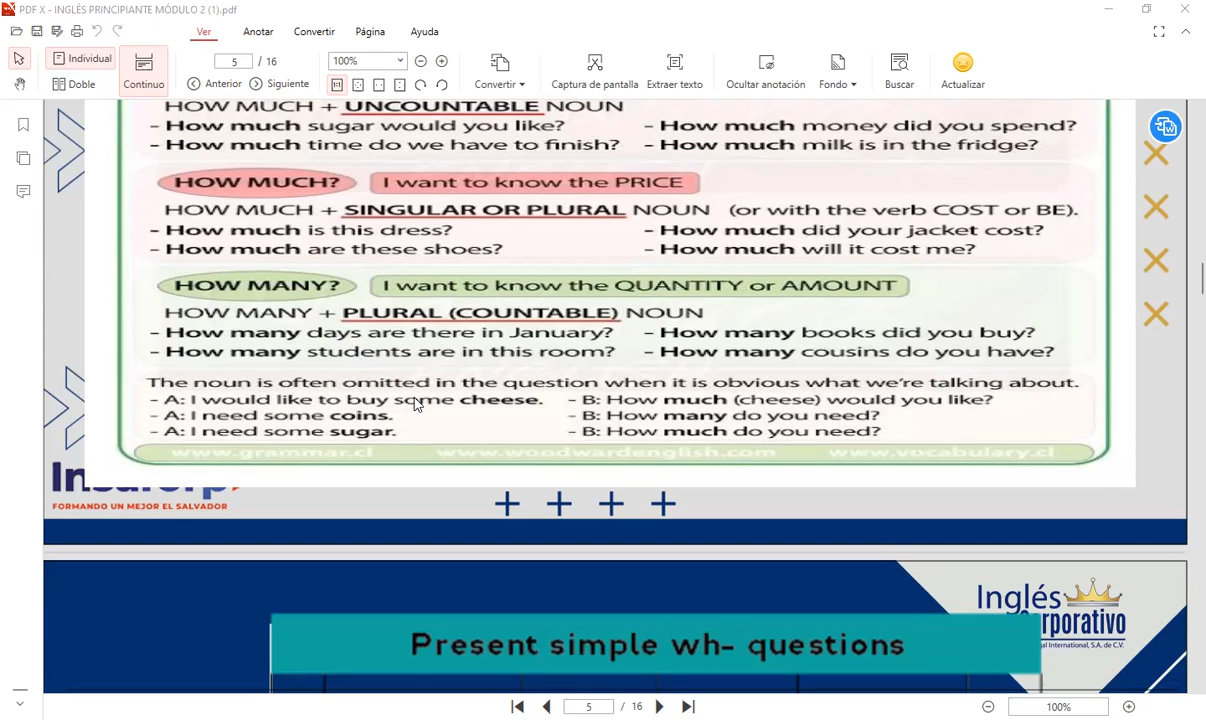 PDF X - INGLÉS PRINCIPIANTE MÓDULO 2 (1).pdf
Ver Anotar Convertir Página Ayuda
Individual
Doble
Continuo
5 / 16
Anterior Siguiente
100%
Convertir
Captura de pantalla
Extraer texto
Ocultar anotación
Fondo
Buscar
Actualizar
HOW MUCH + UNCOUNTABLE NOUN
- How much sugar would you like? - How much money did you spend?
- How much time do we have to finish? - How much milk is in the fridge?
HOW MUCH? I want to know the PRICE
HOW MUCH + SINGULAR OR PLURAL NOUN (or with the verb COST or BE).
- How much is this dress? - How much did your jacket cost?
- How much are these shoes? - How much will it cost me?
HOW MANY? I want to know the QUANTITY or AMOUNT
HOW MANY + PLURAL (COUNTABLE) NOUN
- How many days are there in January? - How many books did you buy?
- How many students are in this room? - How many cousins do you have?
The noun is often omitted in the question when it is obvious what we're talking about.
- A: I would like to buy some cheese. - B: How much (cheese) would you like?
- A: I need some coins. - B: How many do you need?
- A: I need some sugar. - B: How much do you need?
www.grammar.cl www.woodwardenglish.com www.vocabulary.cl
FORMANDO UN MEJOR EL SALVADOR
Inglés
Present simple wh- questions
5 / 16
100%